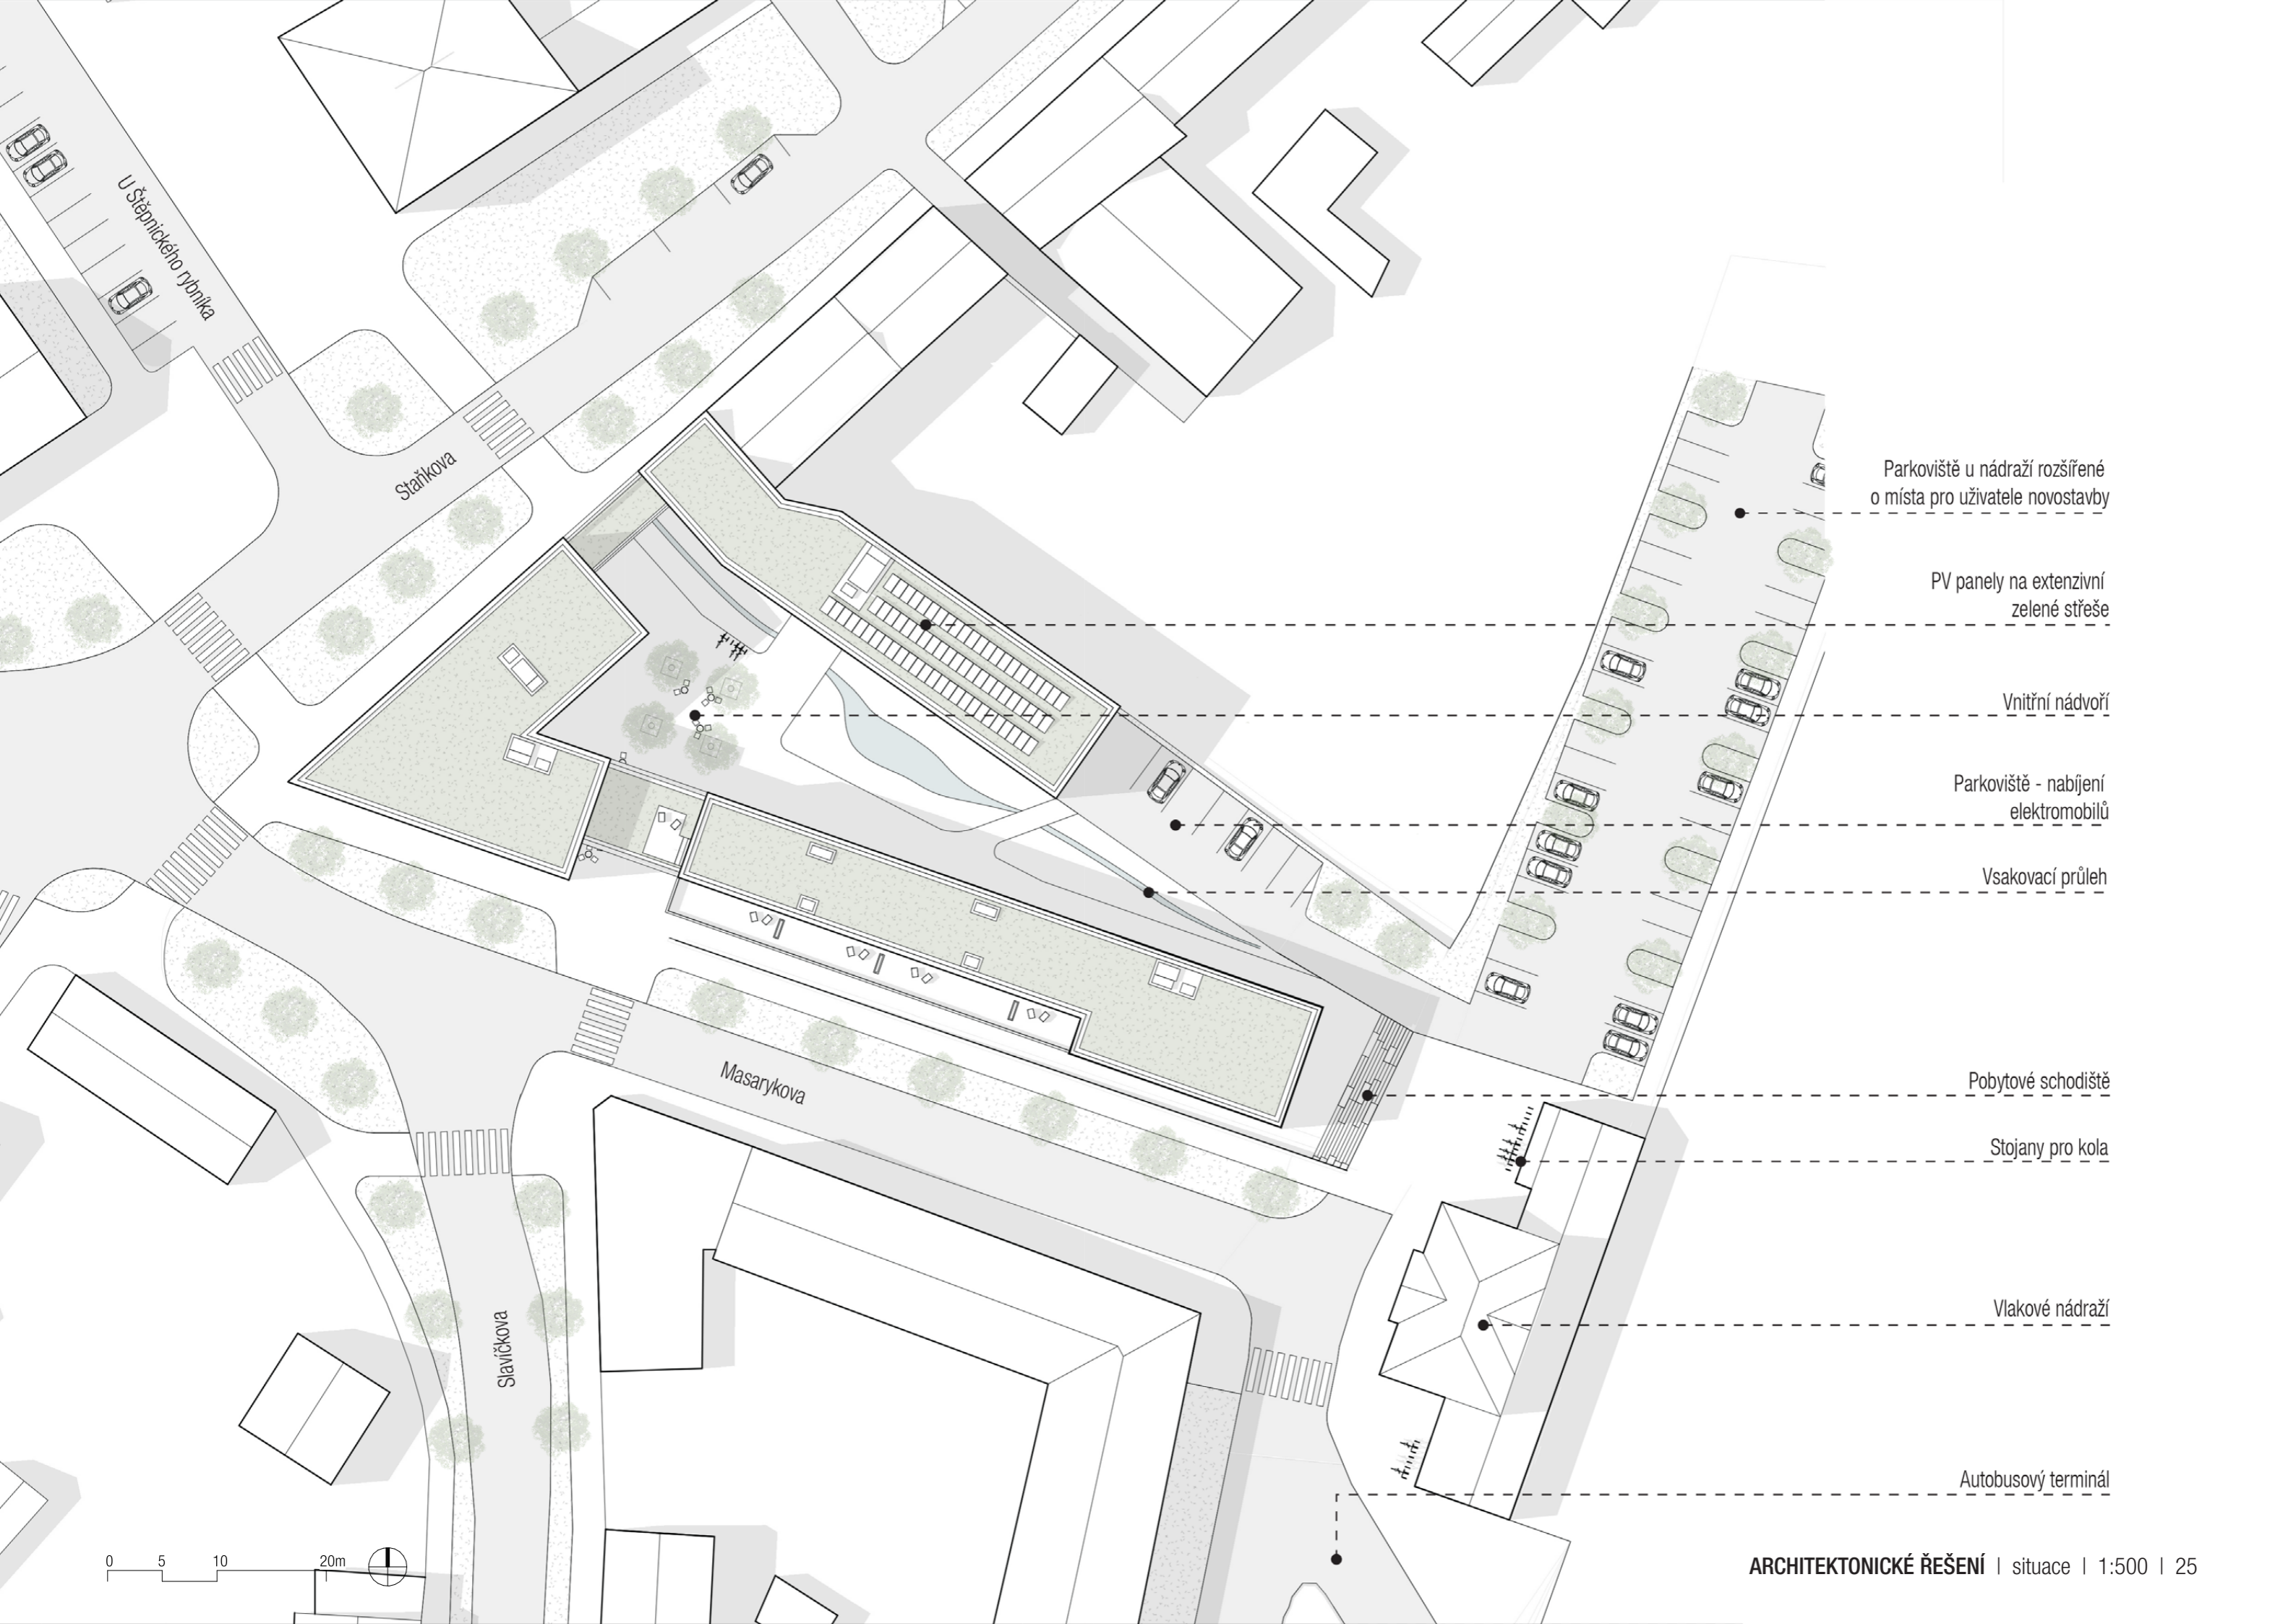 U Štěpnického rybníka
Staňkova
Parkoviště u nádraží rozšířené
o místa pro uživatele novostavby
PV panely na extenzivní
zelené střeše
Vnitřní nádvoří
Parkoviště - nabíjení
elektromobilů
Vsakovací průleh
Masarykova
Pobytové schodiště
Stojany pro kola
Slavíčkova
Vlakové nádraží
Autobusový terminál
0 5 10 20m
ARCHITEKTONICKÉ ŘEŠENÍ | situace | 1:500 | 25